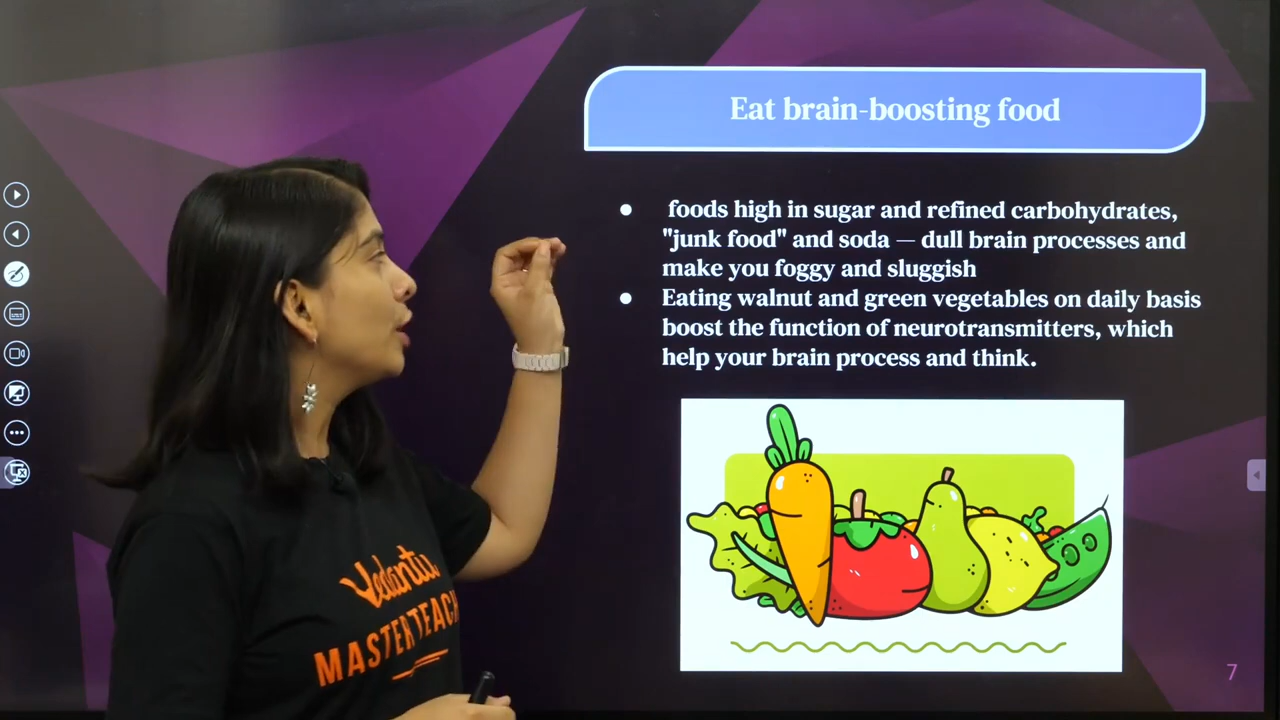 Eat brain-boosting food
● foods high in sugar and refined carbohydrates,
"junk food" and soda — dull brain processes and
make you foggy and sluggish
● Eating walnut and green vegetables on daily basis
boost the function of neurotransmitters, which
help your brain process and think.
Vedantu
MASTER TEACH
7